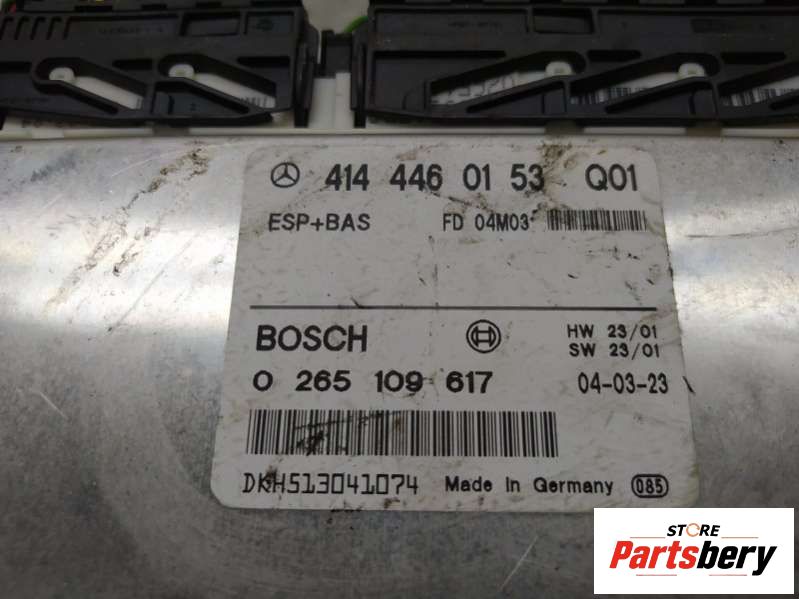 414 446 01 53 Q01
ESP+BAS FD 04M03
BOSCH HW 23/01
SW 23/01
0 265 109 617 04-03-23
DKH513041074 Made in Germany 085
STORE
Partsbery